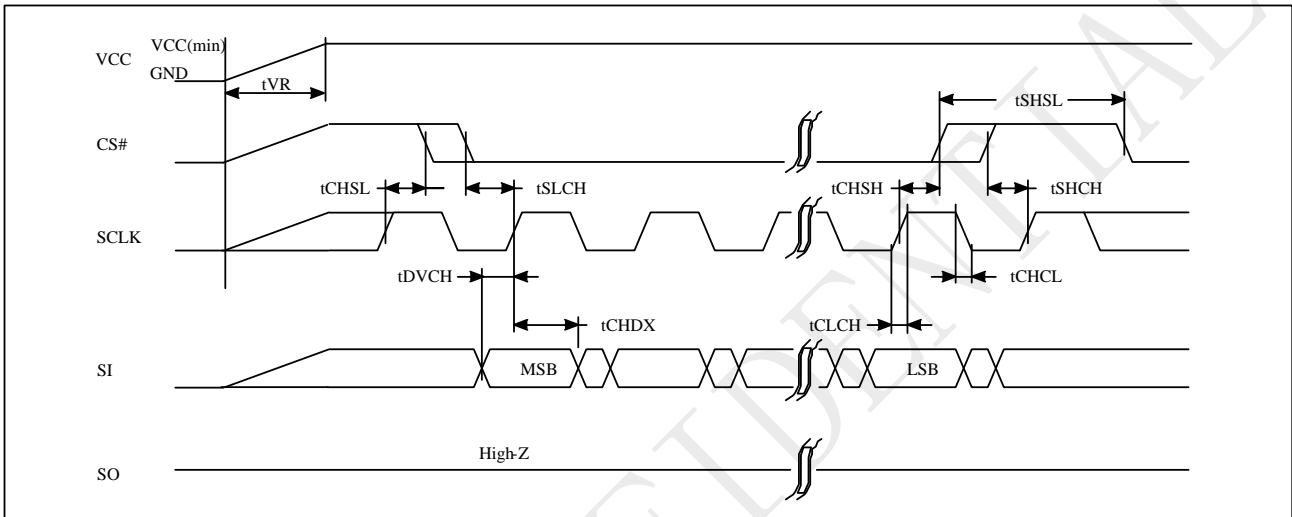 VCC
VCC(min)
GND
tVR
tSHSL
CS#
tCHSL
tSLCH
tCHSH
tSHCH
SCLK
tDVCH
tCHCL
tCHDX
tCLCH
SI
MSB
LSB
High-Z
SO